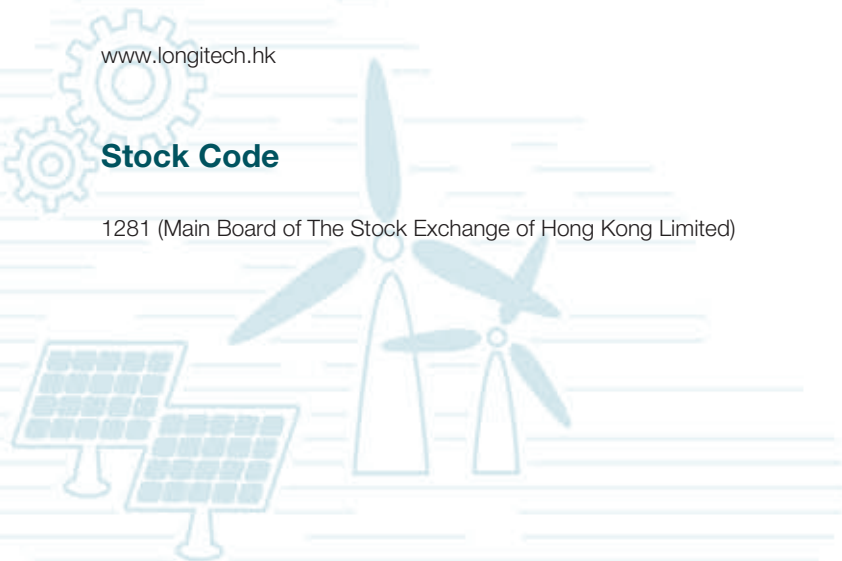 www.longitech.hk
Stock Code
1281 (Main Board of The Stock Exchange of Hong Kong Limited)